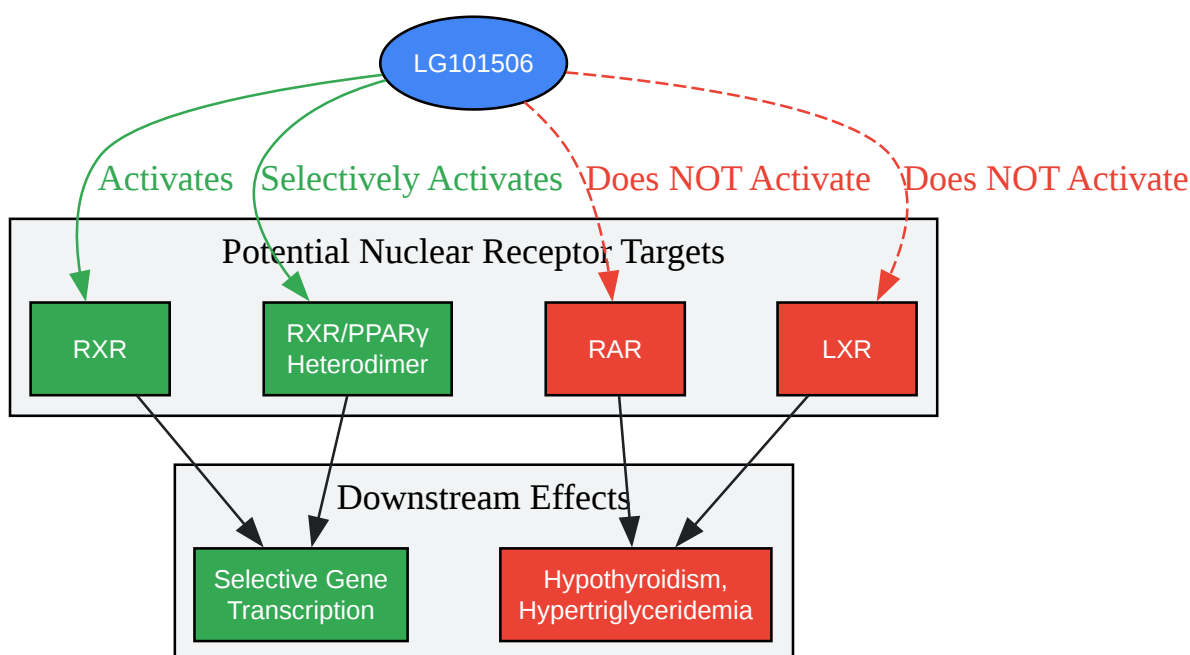 LG101506
Activates
Selectively Activates
Does NOT Activate
Does NOT Activate
Potential Nuclear Receptor Targets
RXR
RXR/PPARγ
Heterodimer
RAR
LXR
Downstream Effects
Selective Gene
Transcription
Hypothyroidism,
Hypertriglyceridemia